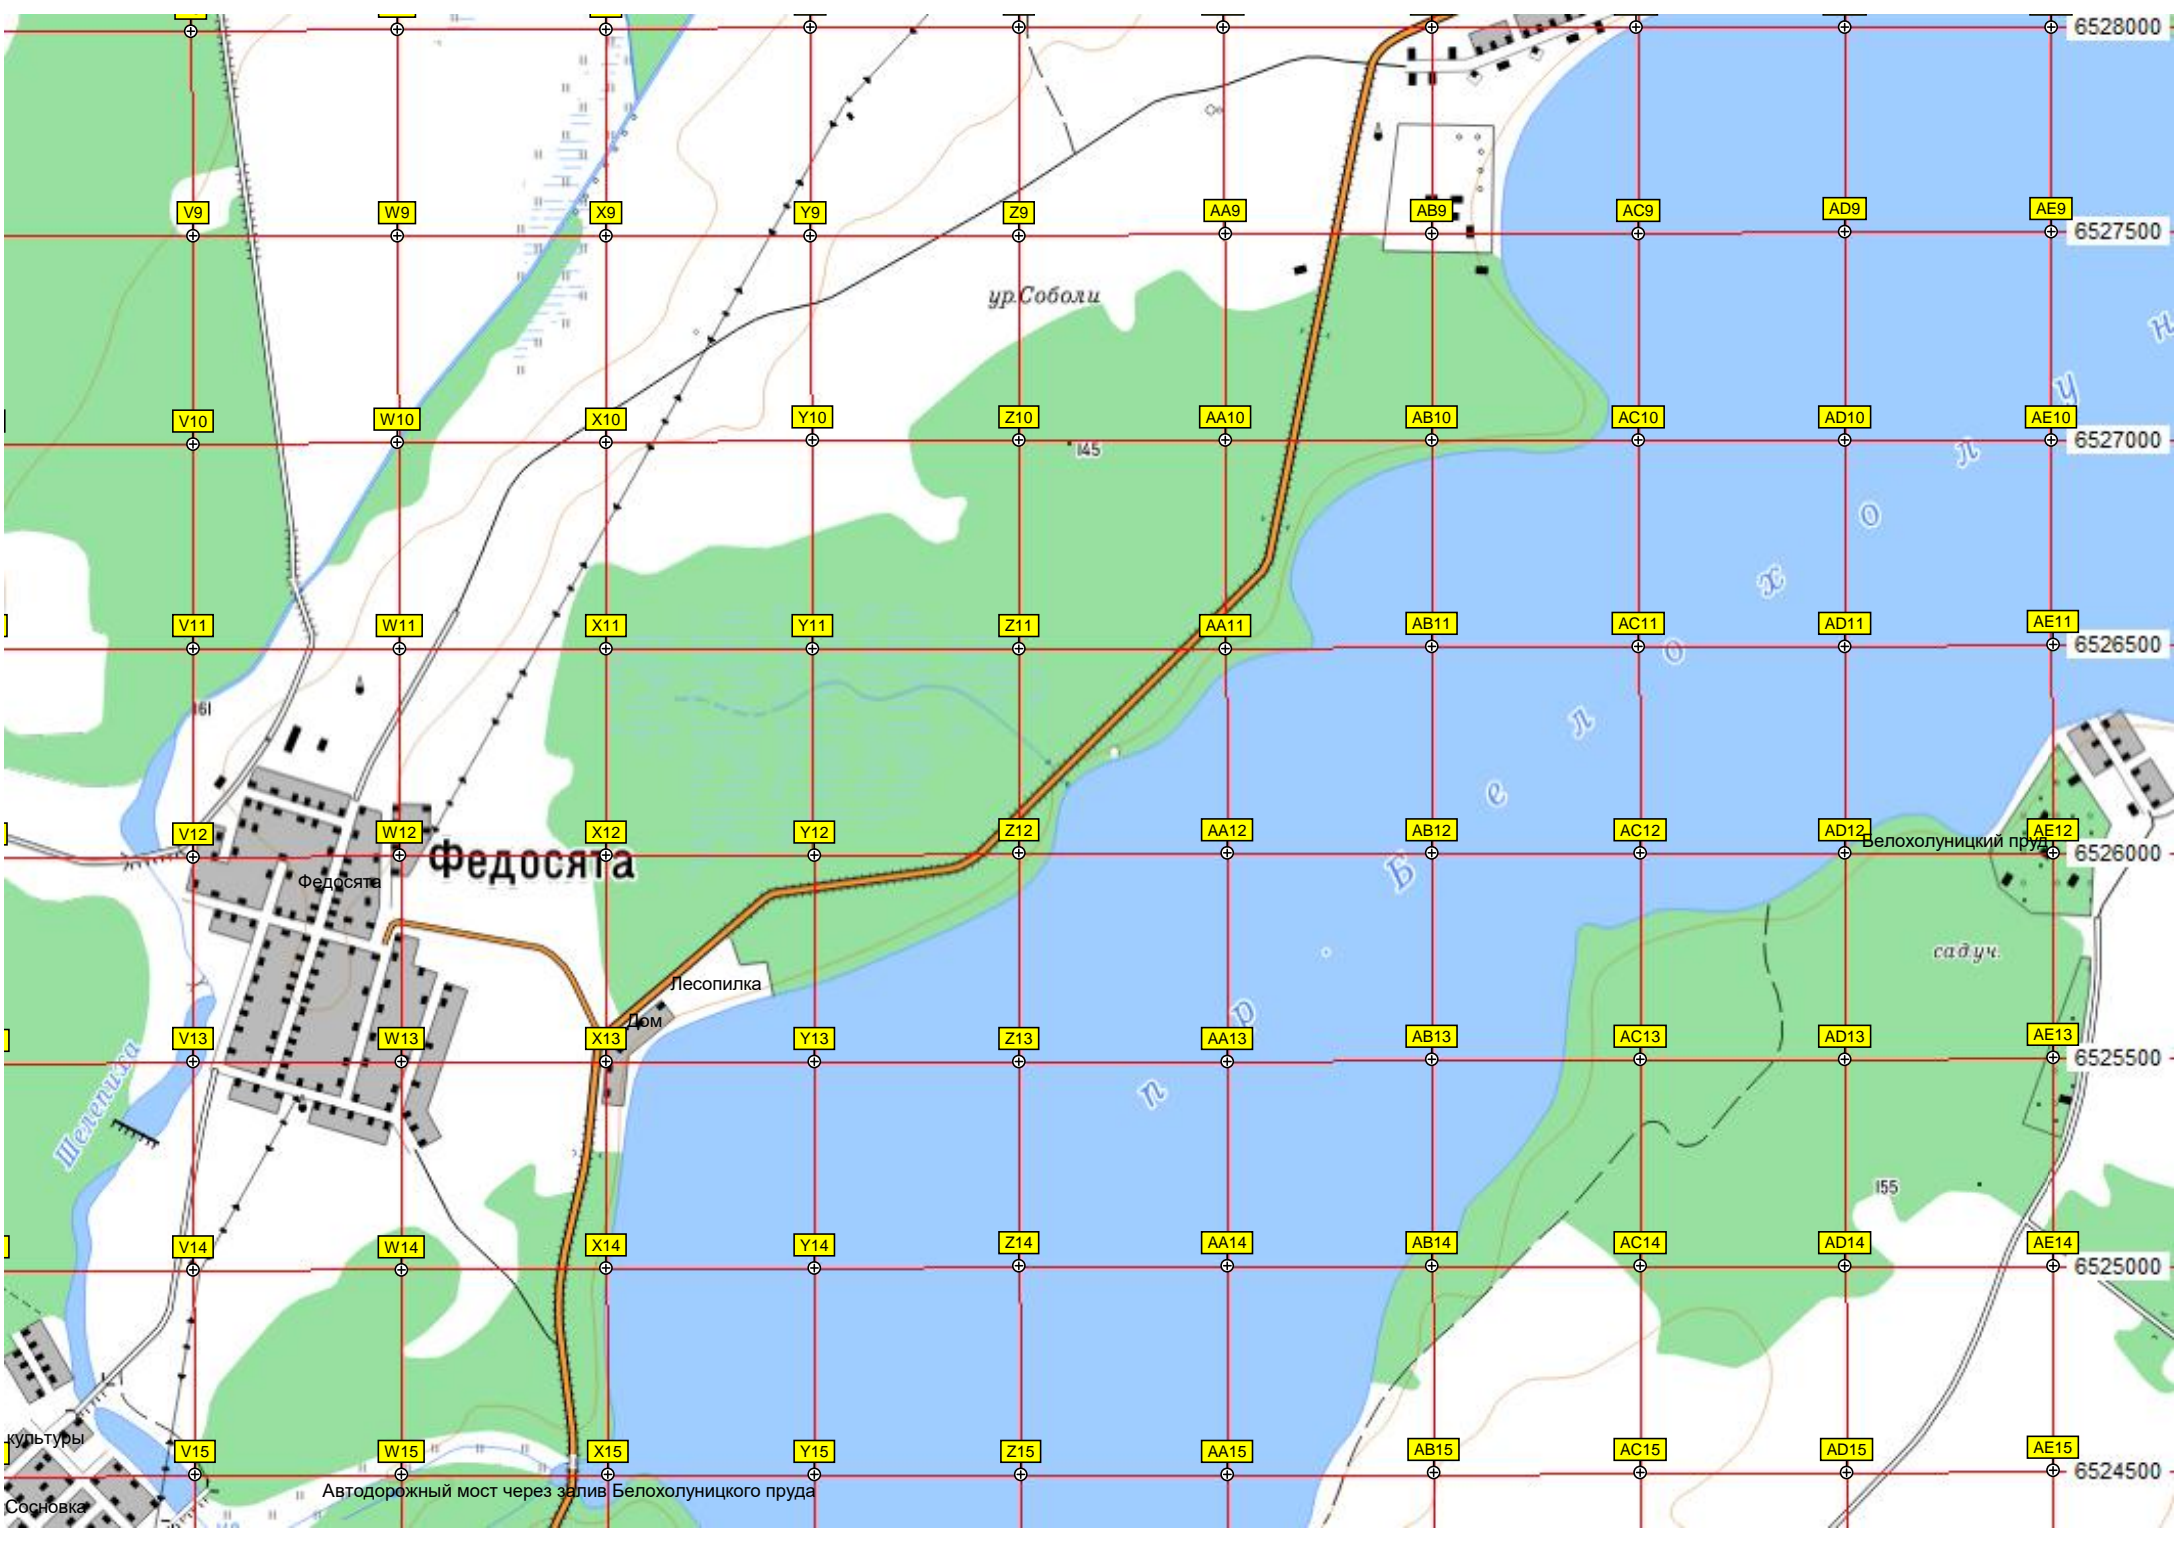 6528000
V9 W9 X9 Y9 Z9 AA9 AB9 AC9 AD9 AE9
6527500
ур.Соболи
V10 W10 X10 Y10 Z10 AA10 AB10 AC10 AD10 AE10
6527000
145
V11 W11 X11 Y11 Z11 AA11 AB11 AC11 AD11 AE11
6526500
161
V12 W12 X12 Y12 Z12 AA12 AB12 AC12 AD12 AE12
6526000
Белохолуницкий пруд
Федосята
Федосята
пр. Белохолун
сад.уч.
Лесопилка
Дом
V13 W13 X13 Y13 Z13 AA13 AB13 AC13 AD13 AE13
6525500
Шелепиха
155
V14 W14 X14 Y14 Z14 AA14 AB14 AC14 AD14 AE14
6525000
культуры
V15 W15 X15 Y15 Z15 AA15 AB15 AC15 AD15 AE15
6524500
Автодорожный мост через залив Белохолуницкого пруда
Сосновка